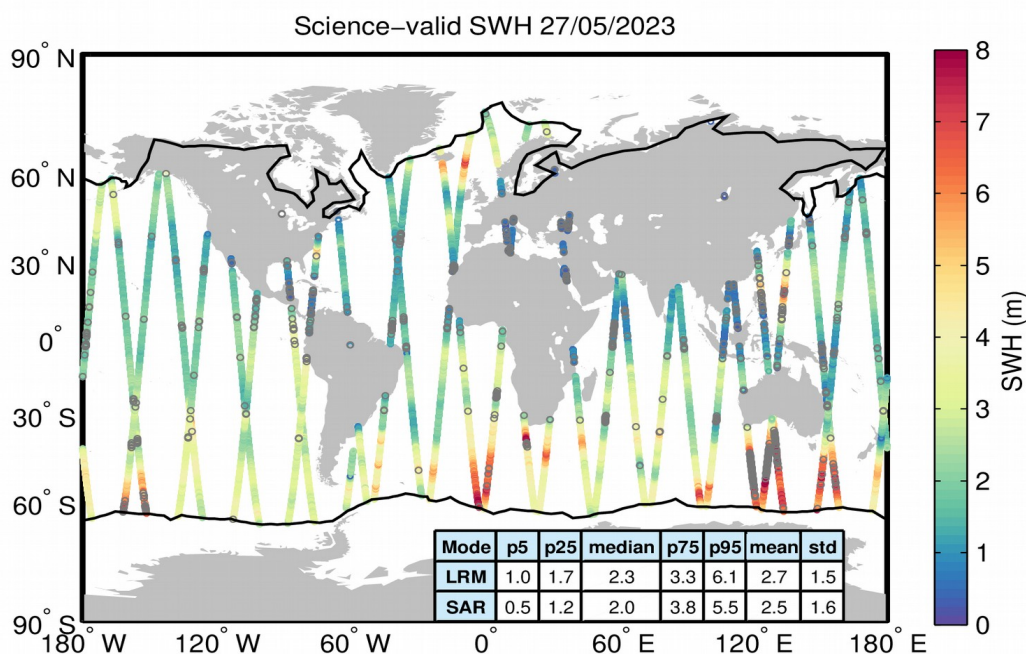 Science–valid SWH 27/05/2023
90° N
60° N
30° N
0°
30° S
60° S
90° S
180° W
120° W
60° W
0°
60° E
120° E
180° E
8
7
6
5
4
3
2
1
0
SWH (m)
Mode p5 p25 median p75 p95 mean std
LRM 1.0 1.7 2.3 3.3 6.1 2.7 1.5
SAR 0.5 1.2 2.0 3.8 5.5 2.5 1.6